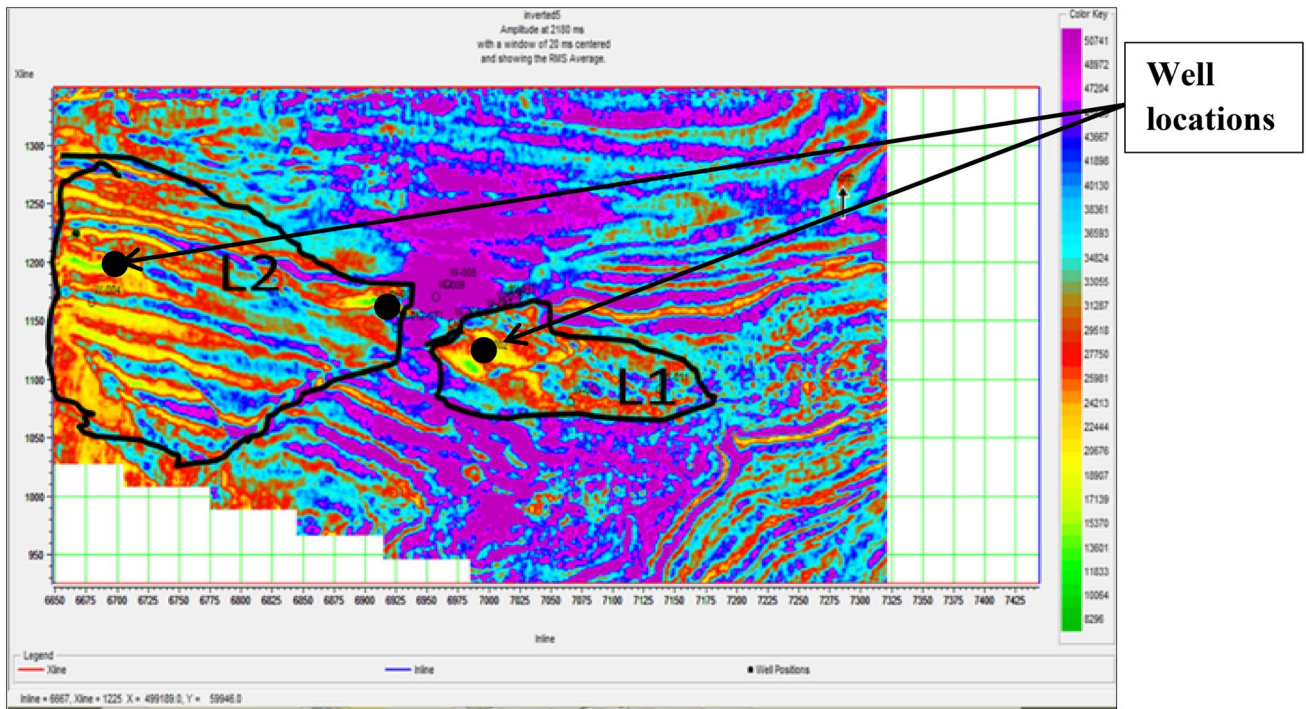 inverted5
Amplitude at 2180 ms
with a window of 20 ms centered
and showing the RMS Average.
Color Key
Xline
50741
48972
47204
43667
41898
40130
38361
36593
34824
33055
31287
29518
27750
25981
24213
22444
20676
18907
17139
15370
13601
11833
10064
8296
Well
locations
1300
1250
1200
1150
1100
1050
1000
950
L2
L1
W-008
6650 6675 6700 6725 6750 6775 6800 6825 6850 6875 6900 6925 6950 6975 7000 7025 7050 7075 7100 7125 7150 7175 7200 7225 7250 7275 7300 7325 7350 7375 7400 7425
Inline
Legend
Xline
Inline
Well Positions
Inline = 6667, Xline = 1225 X = 499189.0, Y = 59946.0